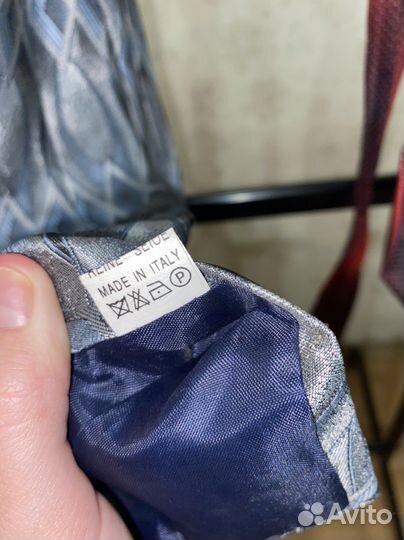 REINE SEIDE
MADE IN ITALY
P
Avito